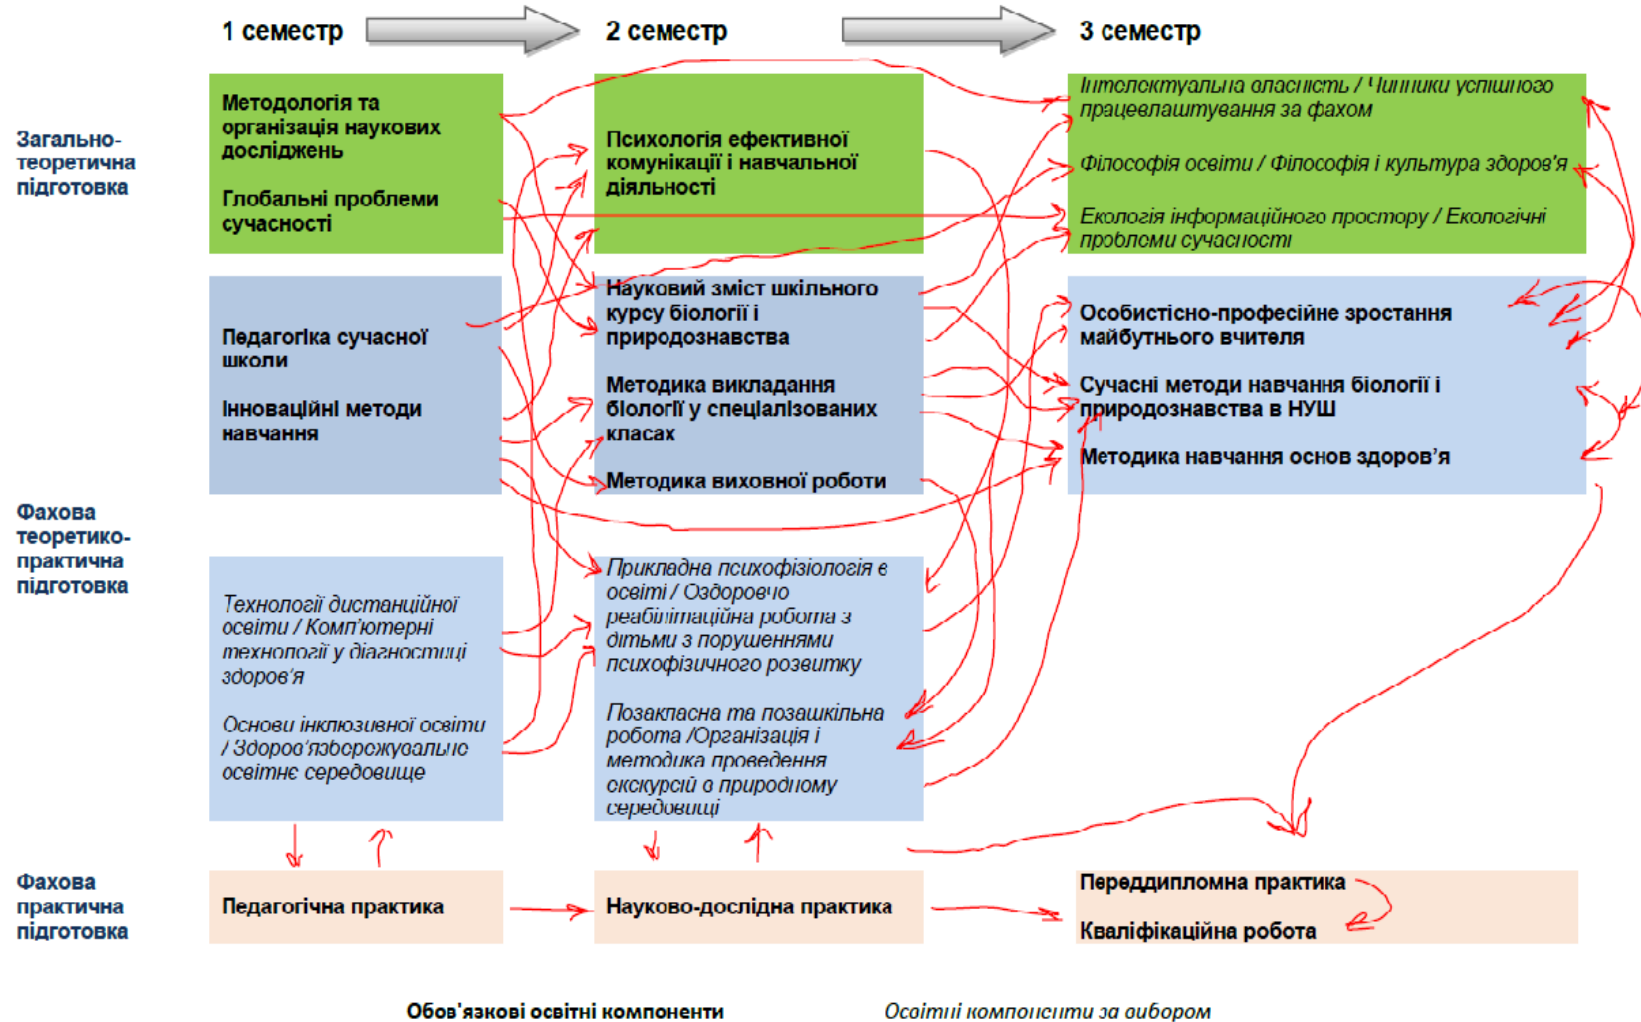 1 семестр
2 семестр
3 семестр
Загально-
теоретична
підготовка
Методологія та
організація наукових
досліджень
Глобальні проблеми
сучасності
Психологія ефективної
комунікації і навчальної
діяльності
Інтелектуальна власність / Чинники успішного
працевлаштування за фахом
Філософія освіти / Філософія і культура здоров'я
Екологія інформаційного простору / Екологічні
проблеми сучасності
Фахова
теоретико-
практична
підготовка
Педагогіка сучасної
школи
Інноваційні методи
навчання
Науковий зміст шкільного
курсу біології і
природознавства
Методика викладання
біології у спеціалізованих
класах
Методика виховної роботи
Особистісно-професійне зростання
майбутнього вчителя
Сучасні методи навчання біології і
природознавства в НУШ
Методика навчання основ здоров'я
Технології дистанційної
освіти / Комп'ютерні
технології у діагностиці
здоров'я
Основи інклюзивної освіти
/ Здоров'язбережувальне
освітнє середовище
Прикладна психофізіологія в
освіті / Оздоровчо
реабілітаційна робота з
дітьми з порушеннями
психофізичного розвитку
Позакласна та позашкільна
робота /Організація і
методика проведення
екскурсій в природному
середовищі
Фахова
практична
підготовка
Педагогічна практика
Науково-дослідна практика
Переддипломна практика
Кваліфікаційна робота
Обов'язкові освітні компоненти
Освітні компоненти за вибором